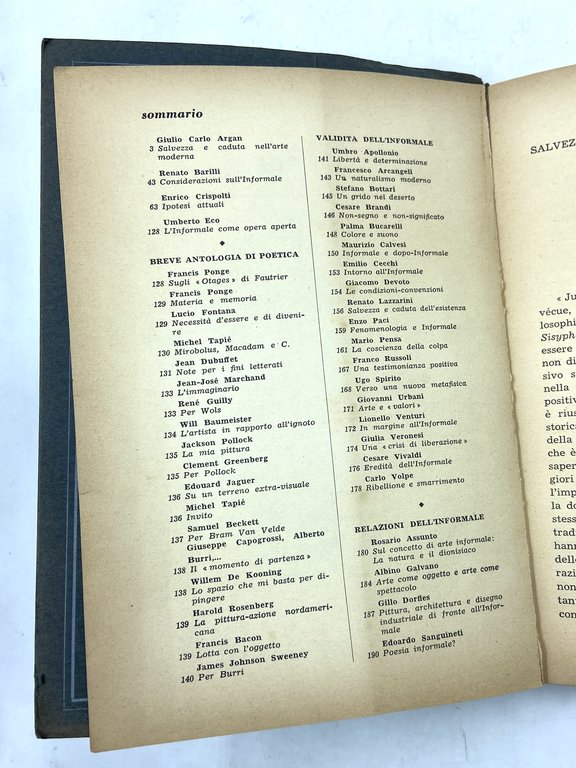 sommario
Giulio Carlo Argan
3 Salvezza e caduta nell'arte
moderna
Renato Barilli
43 Considerazioni sull'Informale
Enrico Crispolti
63 Ipotesi attuali
Umberto Eco
128 L'Informale come opera aperta
BREVE ANTOLOGIA DI POETICA
Francis Ponge
128 Sugli « Otages » di Fautrier
Francis Ponge
129 Materia e memoria
Lucio Fontana
129 Necessità d'essere e di diveni-
re
Michel Tapié
130 Mirobolus, Macadam e C.
Jean Dubuffet
131 Note per i fini letterati
Jean-José Marchand
133 L'immaginario
René Guilly
133 Per Wols
Will Baumeister
134 L'artista in rapporto all'ignoto
Jackson Pollock
135 La mia pittura
Clement Greenberg
135 Per Pollock
Edouard Jaguer
136 Su un terreno extra-visuale
Michel Tapié
136 Invito
Samuel Beckett
137 Per Bram Van Velde
Giuseppe Capogrossi, Alberto
Burri,...
138 Il « momento di partenza »
Willem De Kooning
138 Lo spazio che mi basta per di-
pingere
Harold Rosenberg
139 La pittura-azione nordameri-
cana
Francis Bacon
139 Lotta con l'oggetto
James Johnson Sweeney
140 Per Burri
VALIDITA DELL'INFORMALE
Umbro Apollonio
141 Libertà e determinazione
Francesco Arcangeli
143 Un naturalismo moderno
Stefano Bottari
145 Un grido nel deserto
Cesare Brandi
146 Non-segno e non-significato
Palma Bucarelli
148 Colore e suono
Maurizio Calvesi
150 Informale e dopo-Informale
Emilio Cecchi
153 Intorno all'Informale
Giacomo Devoto
154 Le condizioni-convenzioni
Renato Lazzarini
156 Salvezza e caduta dell'esistenza
Enzo Paci
159 Fenomenologia e Informale
Mario Pensa
161 La coscienza della colpa
Franco Russoli
167 Una testimonianza positiva
Ugo Spirito
168 Verso una nuova metafisica
Giovanni Urbani
171 Arte e « valori »
Lionello Venturi
172 In margine all'Informale
Giulia Veronesi
174 Una « crisi di liberazione »
Cesare Vivaldi
176 Eredità dell'Informale
Carlo Volpe
178 Ribellione e smarrimento
RELAZIONI DELL'INFORMALE
Rosario Assunto
180 Sul concetto di arte informale:
La natura e il dionisiaco
Albino Galvano
184 Arte come oggetto e arte come
spettacolo
Gillo Dorfles
187 Pittura, architettura e disegno
industriale di fronte all'Infor-
male
Edoardo Sanguineti
190 Poesia informale?
SALVEZ
« Ju
vécue,
losophi
Sisyph
essere
non di
sivo s
nella
positiv
è rius
storica
che è
saper
giori
l'imp
la do
stess
tradi
hann
delle
razi
non
tan
con